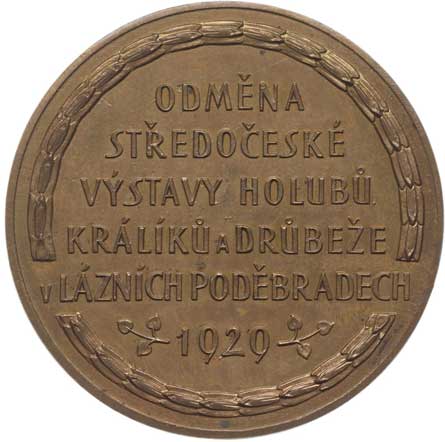 ODMĚNA
STŘEDOČESKÉ
VÝSTAVY HOLUBŮ,
KRÁLÍKŮ A DRŮBEŽE
V LÁZNÍCH PODĚBRADECH
1929